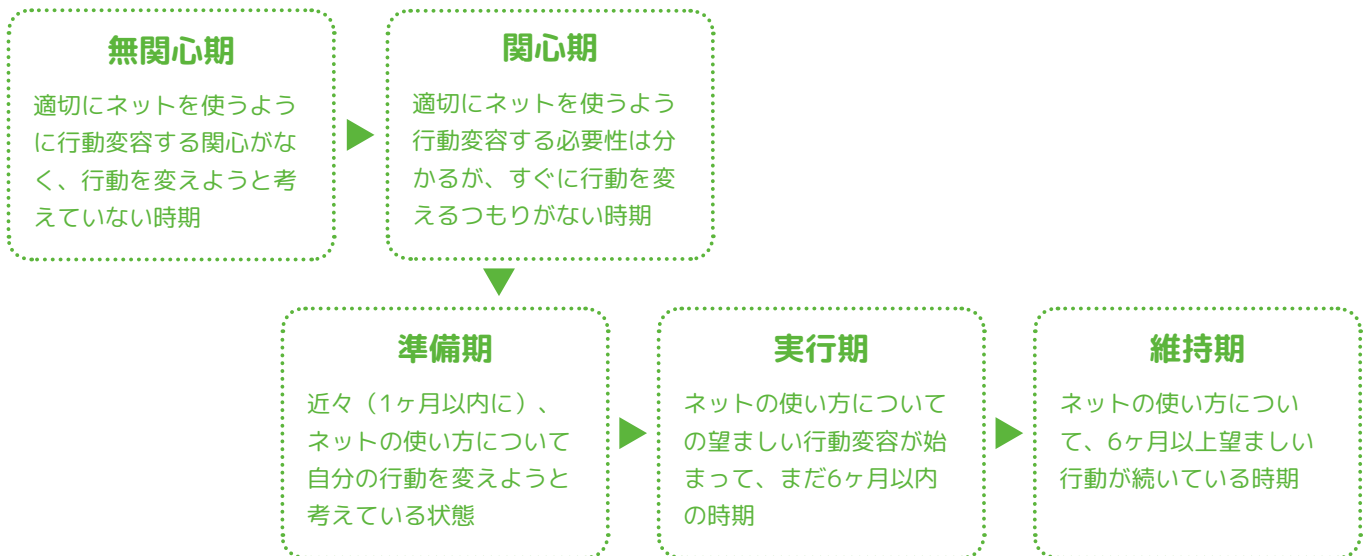 無関心期
適切にネットを使うよう
に行動変容する関心がな
く、行動を変えようと考
えていない時期
関心期
適切にネットを使うよう
行動変容する必要性は分
かるが、すぐに行動を変
えるつもりがない時期
準備期
近々（1ヶ月以内に）、
ネットの使い方について
自分の行動を変えようと
考えている状態
実行期
ネットの使い方について
の望ましい行動変容が始
まって、まだ6ヶ月以内
の時期
維持期
ネットの使い方につい
て、6ヶ月以上望ましい
行動が続いている時期